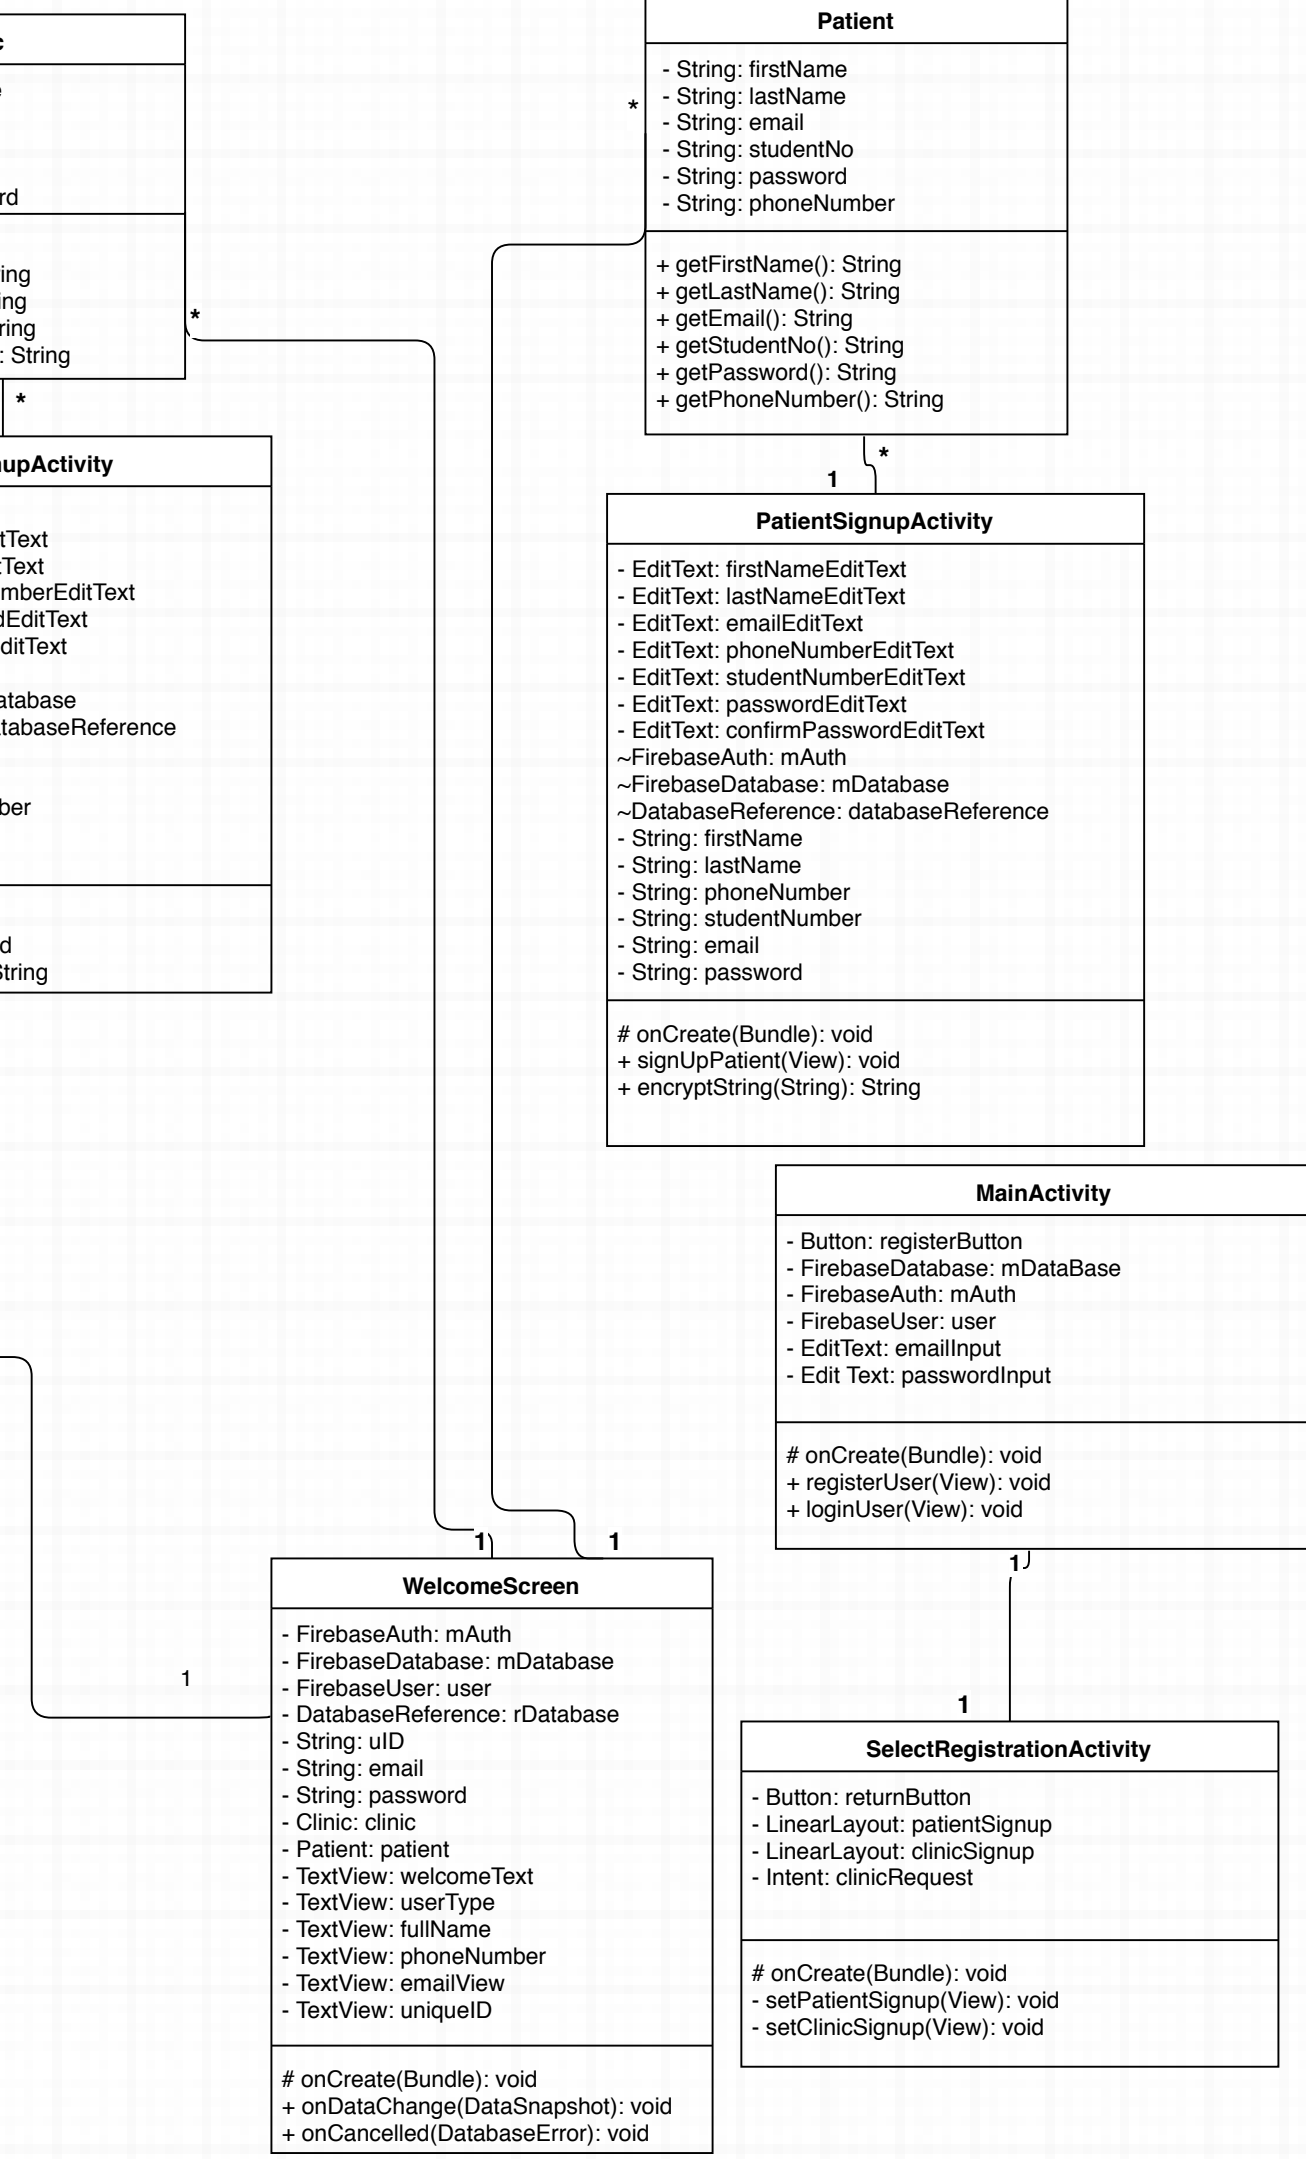 : String
*
*
Patient
*
- String: firstName
- String: lastName
- String: email
- String: studentNo
- String: password
- String: phoneNumber
+ getFirstName(): String
+ getLastName(): String
+ getEmail(): String
+ getStudentNo(): String
+ getPassword(): String
+ getPhoneNumber(): String
*
1
PatientSignupActivity
- EditText: firstNameEditText
- EditText: lastNameEditText
- EditText: emailEditText
- EditText: phoneNumberEditText
- EditText: studentNumberEditText
- EditText: passwordEditText
- EditText: confirmPasswordEditText
~FirebaseAuth: mAuth
~FirebaseDatabase: mDatabase
~DatabaseReference: databaseReference
- String: firstName
- String: lastName
- String: phoneNumber
- String: studentNumber
- String: email
- String: password
# onCreate(Bundle): void
+ signUpPatient(View): void
+ encryptString(String): String
MainActivity
- Button: registerButton
- FirebaseDatabase: mDataBase
- FirebaseAuth: mAuth
- FirebaseUser: user
- EditText: emailInput
- Edit Text: passwordInput
# onCreate(Bundle): void
+ registerUser(View): void
+ loginUser(View): void
1
1
1
1
1
WelcomeScreen
- FirebaseAuth: mAuth
- FirebaseDatabase: mDatabase
- FirebaseUser: user
- DatabaseReference: rDatabase
- String: uID
- String: email
- String: password
- Clinic: clinic
- Patient: patient
- TextView: welcomeText
- TextView: userType
- TextView: fullName
- TextView: phoneNumber
- TextView: emailView
- TextView: uniqueID
# onCreate(Bundle): void
+ onDataChange(DataSnapshot): void
+ onCancelled(DatabaseError): void
SelectRegistrationActivity
- Button: returnButton
- LinearLayout: patientSignup
- LinearLayout: clinicSignup
- Intent: clinicRequest
# onCreate(Bundle): void
- setPatientSignup(View): void
- setClinicSignup(View): void